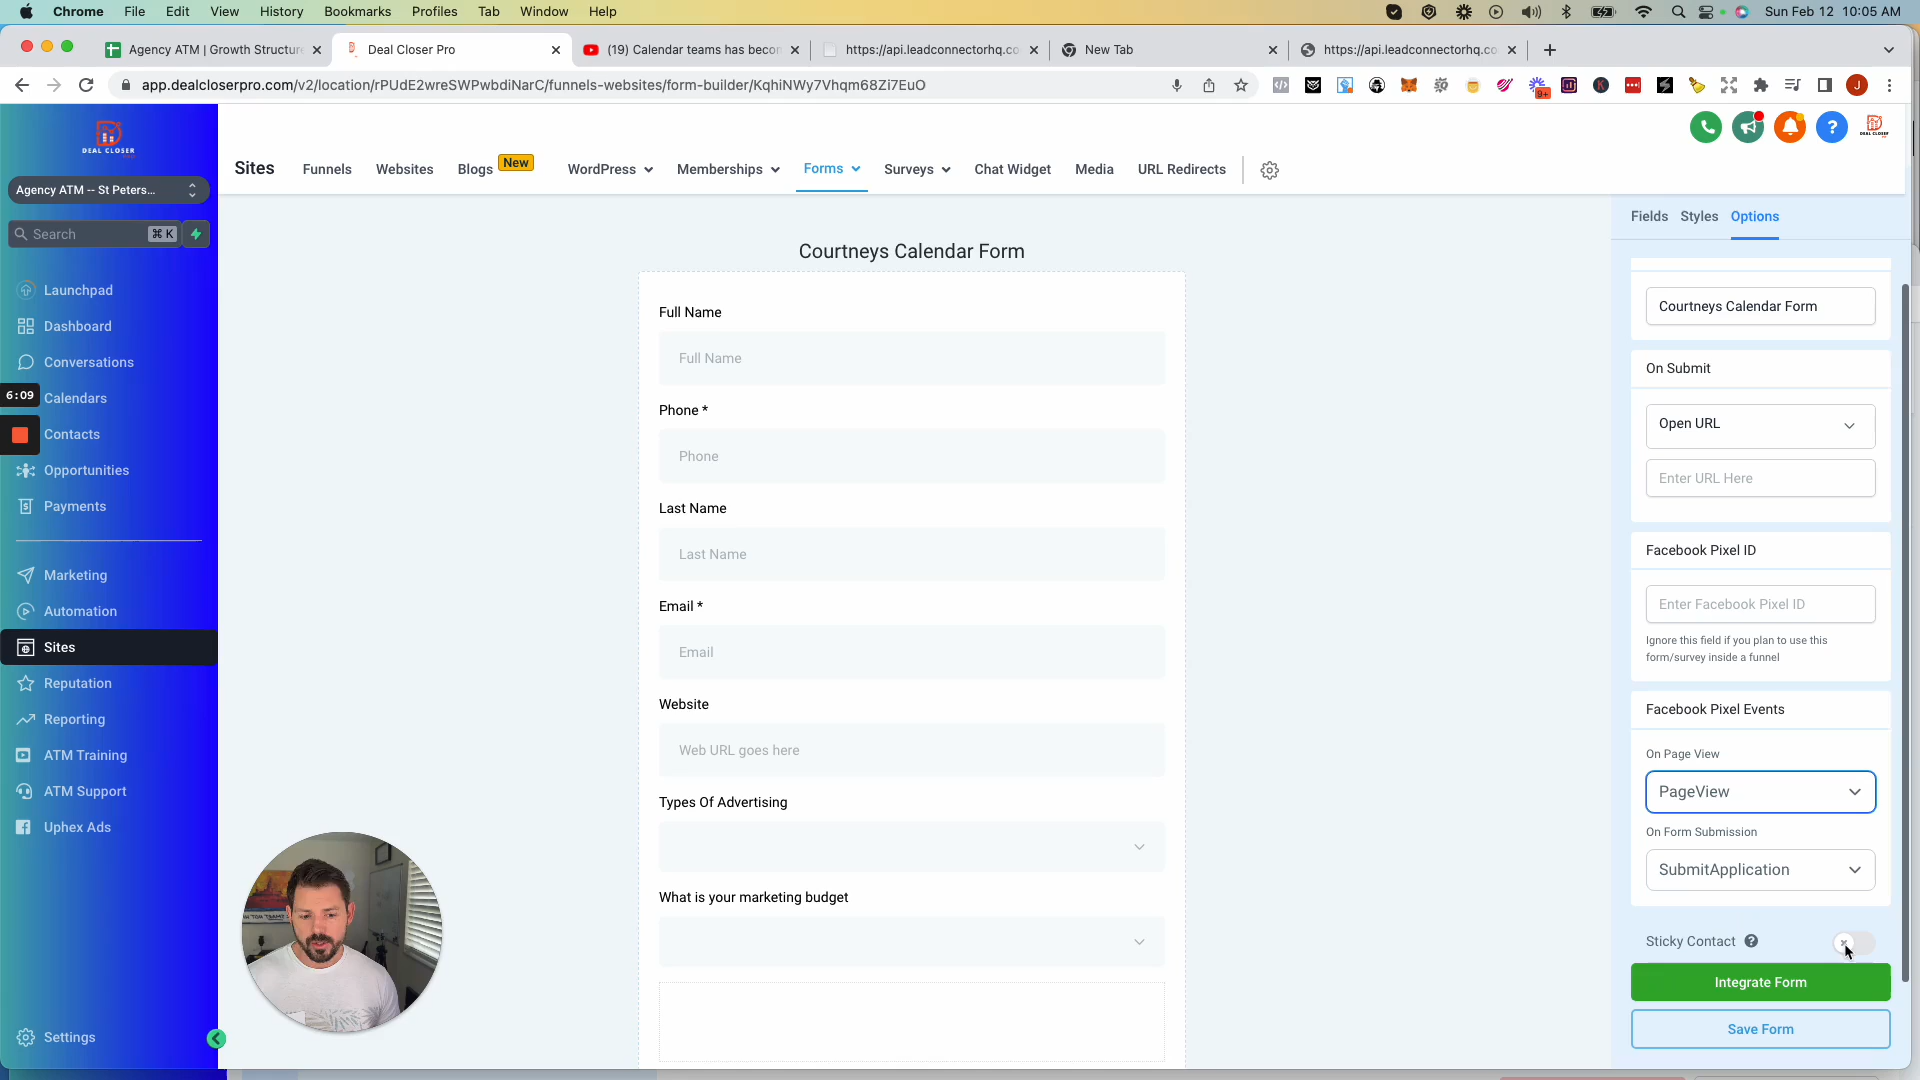 Chrome File Edit View History Bookmarks Profiles Tab Window Help Sun Feb 12 10:05 AM
Agency ATM | Growth Structure Deal Closer Pro (19) Calendar teams has becom https://api.leadconnectorhq.co New Tab https://api.leadconnectorhq.co
app.dealcloserpro.com/v2/location/rPUdE2wreSWPwbdiNarC/funnels-websites/form-builder/KqhiNWy7Vhqm68Zi7EuO
9+
J
DEAL CLOSER
Agency ATM -- St Peters...
Search ⌘ K
Launchpad
Dashboard
Conversations
6:09
Calendars
Contacts
Opportunities
Payments
Marketing
Automation
Sites
Reputation
Reporting
ATM Training
ATM Support
Uphex Ads
Settings
Sites Funnels Websites Blogs New WordPress Memberships Forms Surveys Chat Widget Media URL Redirects
DEAL CLOSER
Courtneys Calendar Form
Full Name
Full Name
Phone *
Phone
Last Name
Last Name
Email *
Email
Website
Web URL goes here
Types Of Advertising
What is your marketing budget
Fields Styles Options
Courtneys Calendar Form
On Submit
Open URL
Enter URL Here
Facebook Pixel ID
Enter Facebook Pixel ID
Ignore this field if you plan to use this
form/survey inside a funnel
Facebook Pixel Events
On Page View
PageView
On Form Submission
SubmitApplication
Sticky Contact
Integrate Form
Save Form